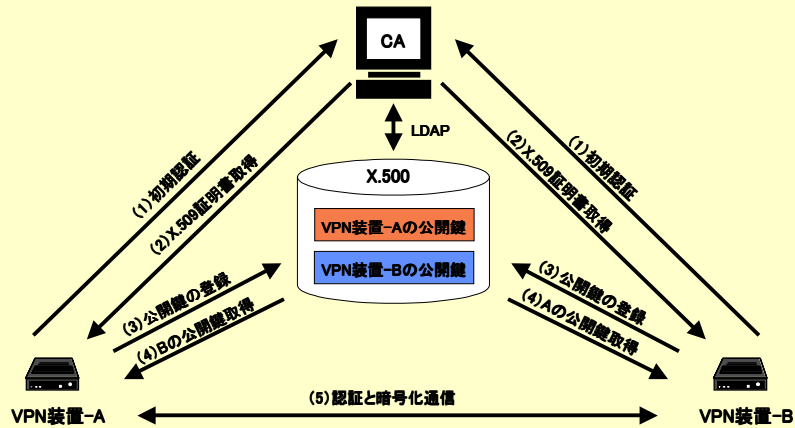 CA
LDAP
(1)初期認証
(2)X.509証明書取得
(1)初期認証
(2)X.509証明書取得
X.500
VPN装置-Aの公開鍵
VPN装置-Bの公開鍵
(3)公開鍵の登録
(4)Bの公開鍵取得
(3)公開鍵の登録
(4)Aの公開鍵取得
(5)認証と暗号化通信
VPN装置-A
VPN装置-B